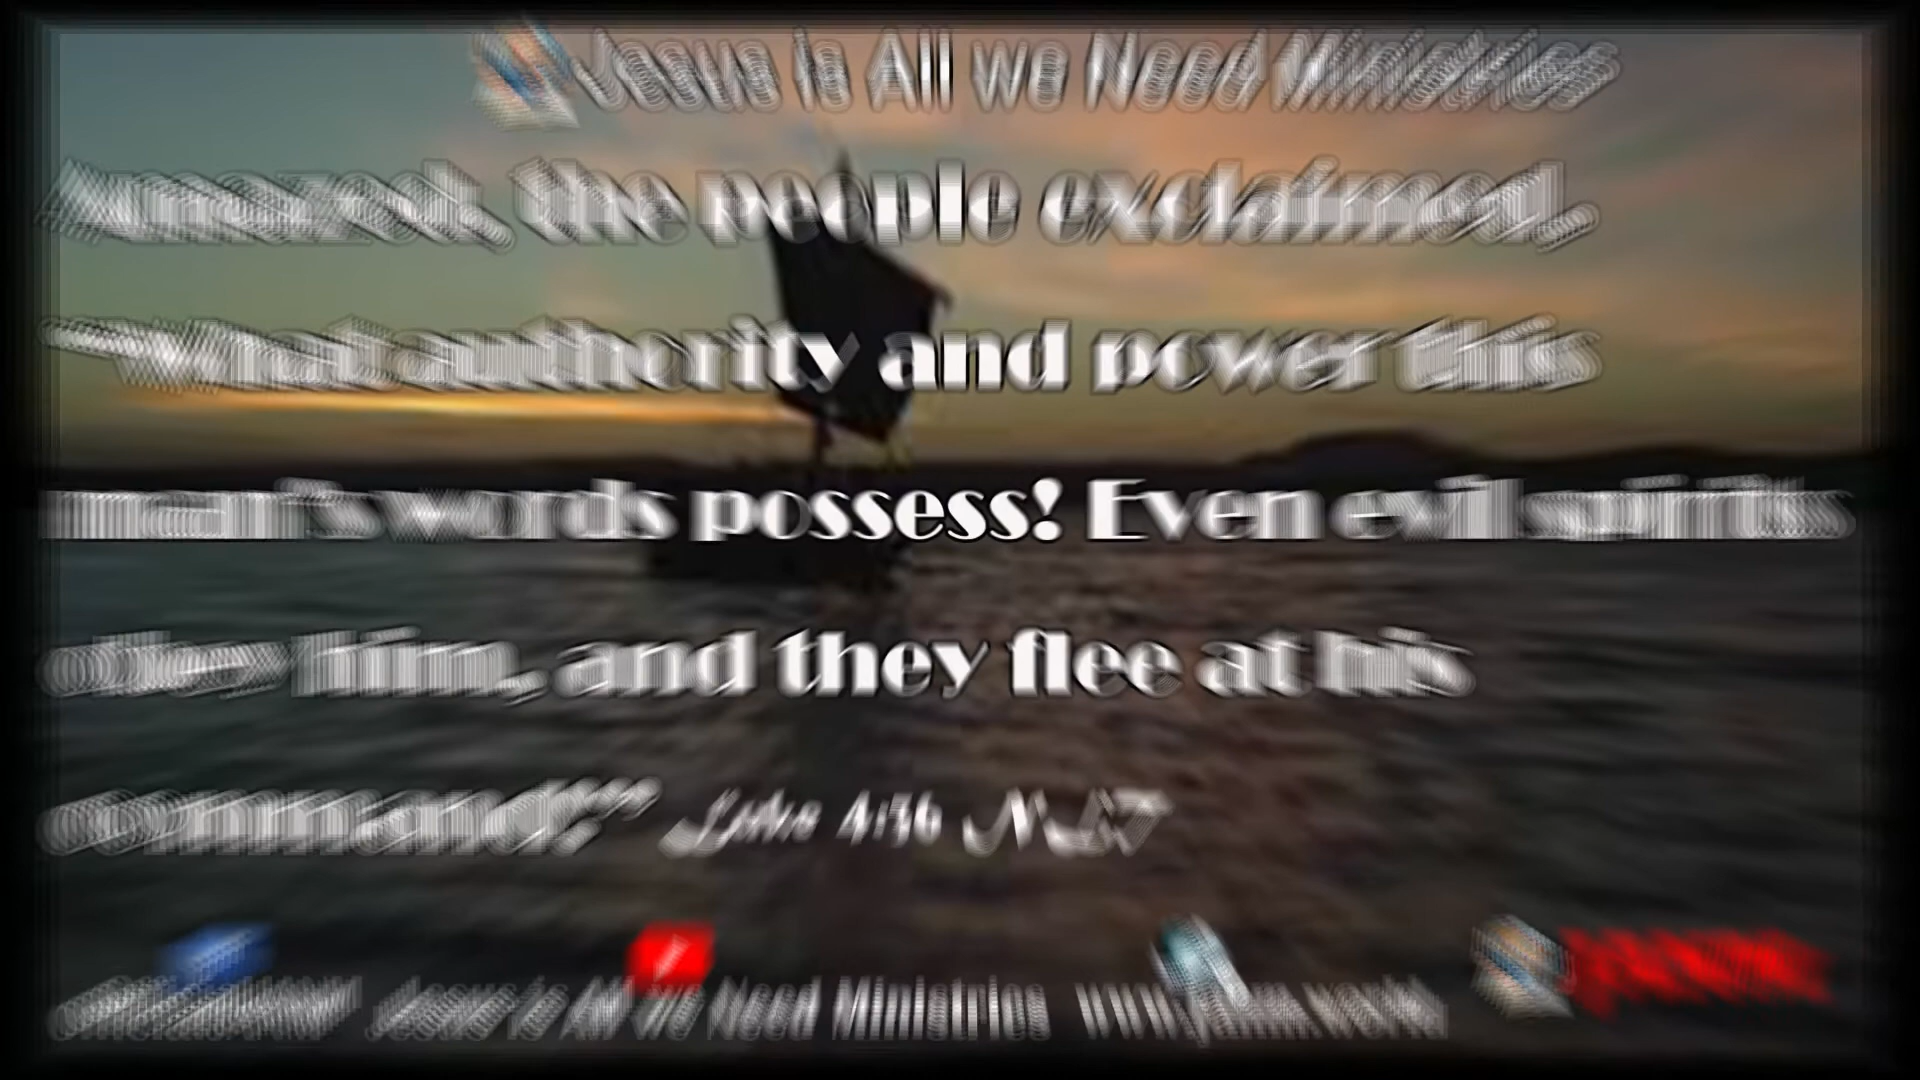 Jesus is All we Need Ministries
Amazed, the people exclaimed,
"What authority and power this
man's words possess! Even evil spirits
obey him, and they flee at his
command!" Luke 4:36 NLT
Jesus is All we Need Ministries